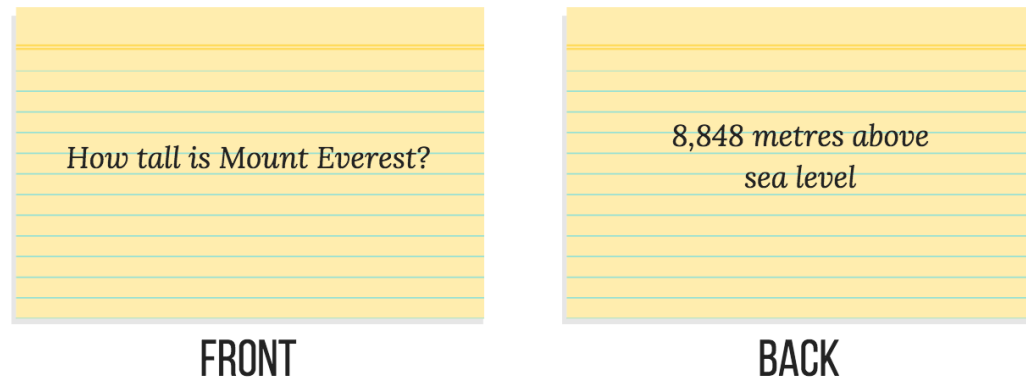 How tall is Mount Everest?
8,848 metres above
sea level
FRONT
BACK